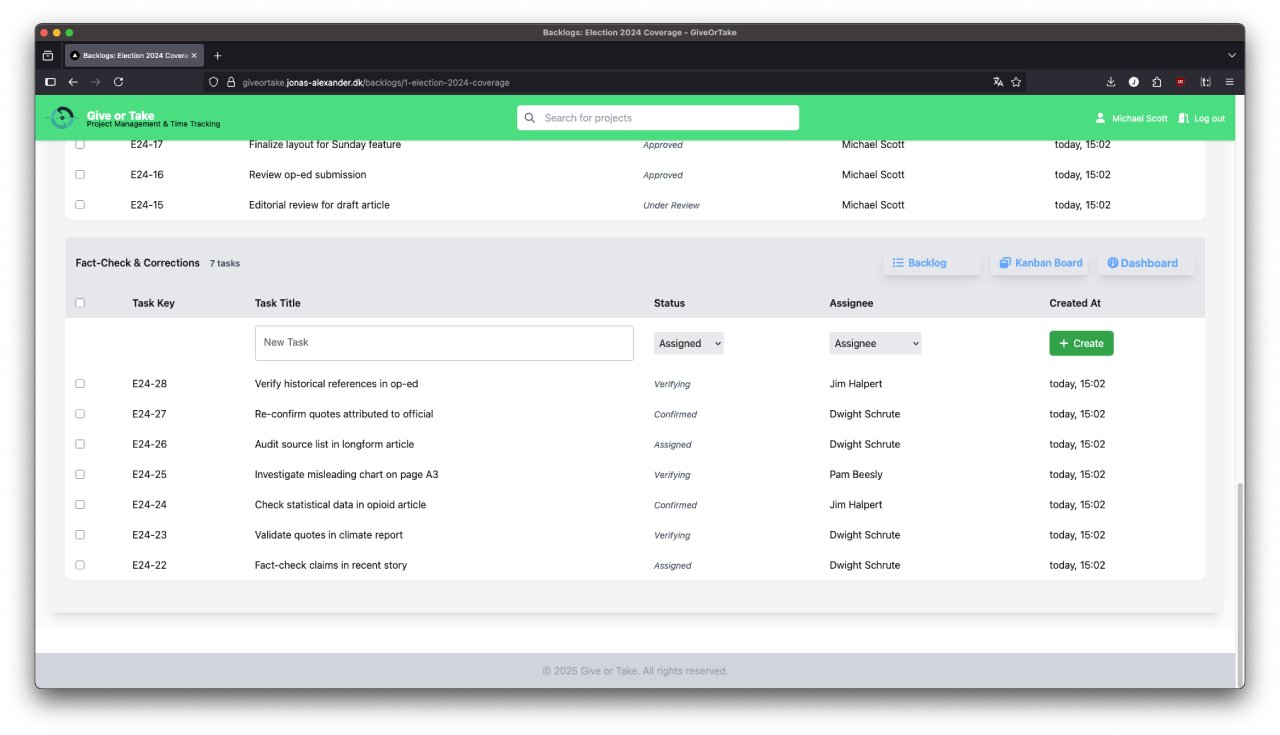 Backlogs: Election 2024 Coverage - GiveOrTake
Backlogs: Election 2024 Covera
giveortake.jonas-alexander.dk/backlogs/1-election-2024-coverage
Give or Take
Project Management & Time Tracking
Search for projects
Michael Scott
Log out
E24-17 Finalize layout for Sunday feature Approved Michael Scott today, 15:02
E24-16 Review op-ed submission Approved Michael Scott today, 15:02
E24-15 Editorial review for draft article Under Review Michael Scott today, 15:02
Fact-Check & Corrections 7 tasks Backlog Kanban Board Dashboard
Task Key Task Title Status Assignee Created At
New Task Assigned Assignee + Create
E24-28 Verify historical references in op-ed Verifying Jim Halpert today, 15:02
E24-27 Re-confirm quotes attributed to official Confirmed Dwight Schrute today, 15:02
E24-26 Audit source list in longform article Assigned Dwight Schrute today, 15:02
E24-25 Investigate misleading chart on page A3 Verifying Pam Beesly today, 15:02
E24-24 Check statistical data in opioid article Confirmed Jim Halpert today, 15:02
E24-23 Validate quotes in climate report Verifying Dwight Schrute today, 15:02
E24-22 Fact-check claims in recent story Assigned Dwight Schrute today, 15:02
© 2025 Give or Take. All rights reserved.